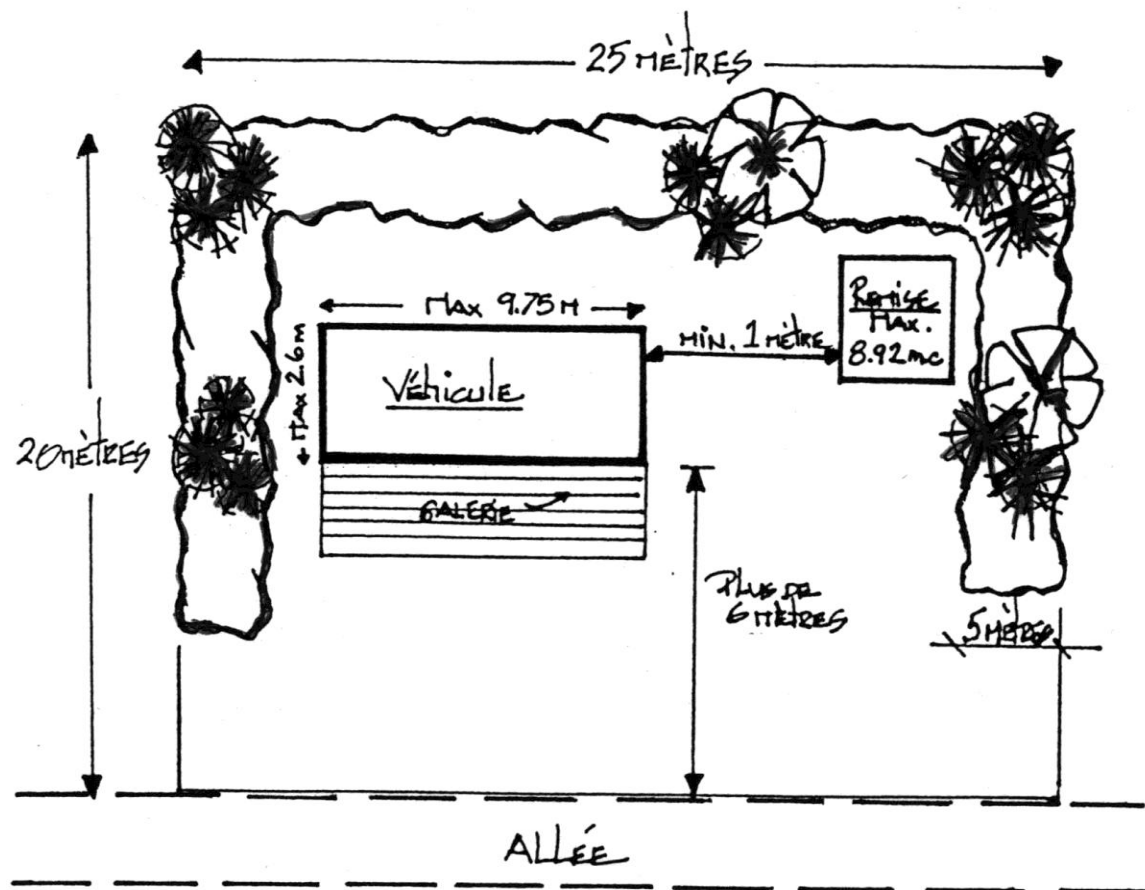 25 MÈTRES
MAX 9.75 M
MAX 2.6m
VÉHICULE
MIN. 1 MÈTRE
REMISE
MAX.
8.92 mc
20 MÈTRES
GALERIE
PLUS DE
6 MÈTRES
5 MÈTRES
ALLÉE